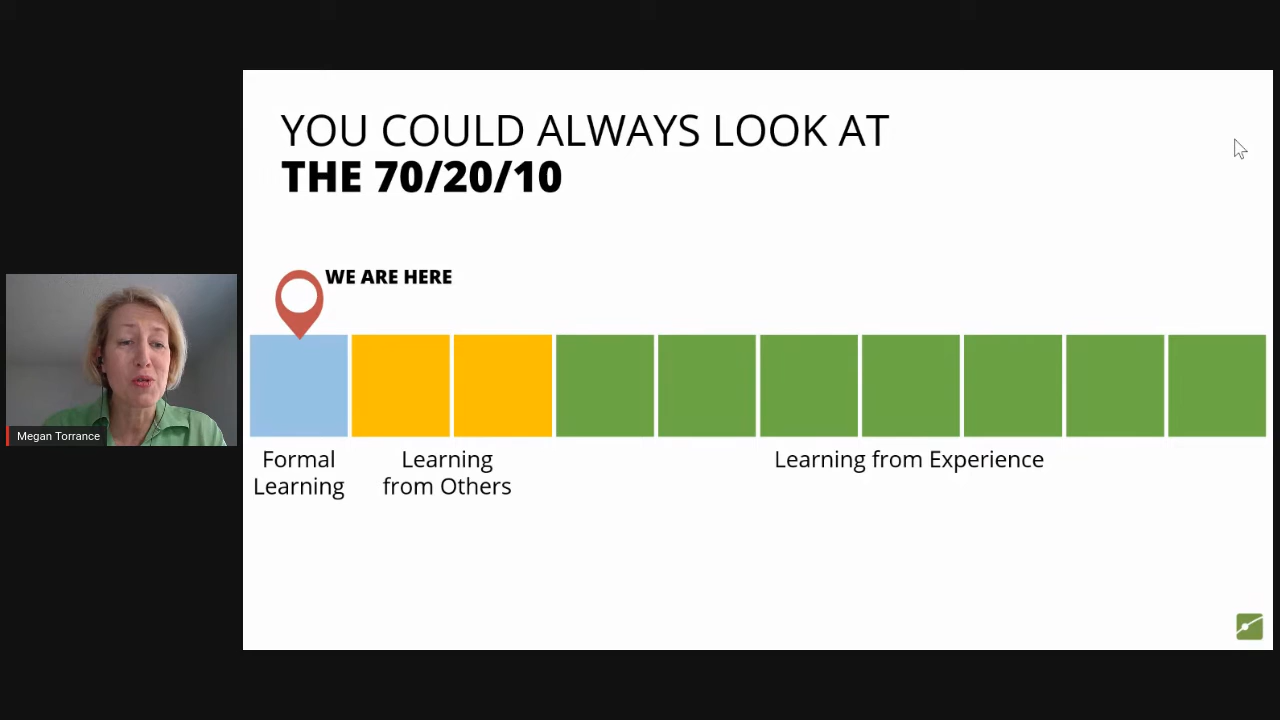 YOU COULD ALWAYS LOOK AT
THE 70/20/10
WE ARE HERE
Formal
Learning
Learning
from Others
Learning from Experience
Megan Torrance